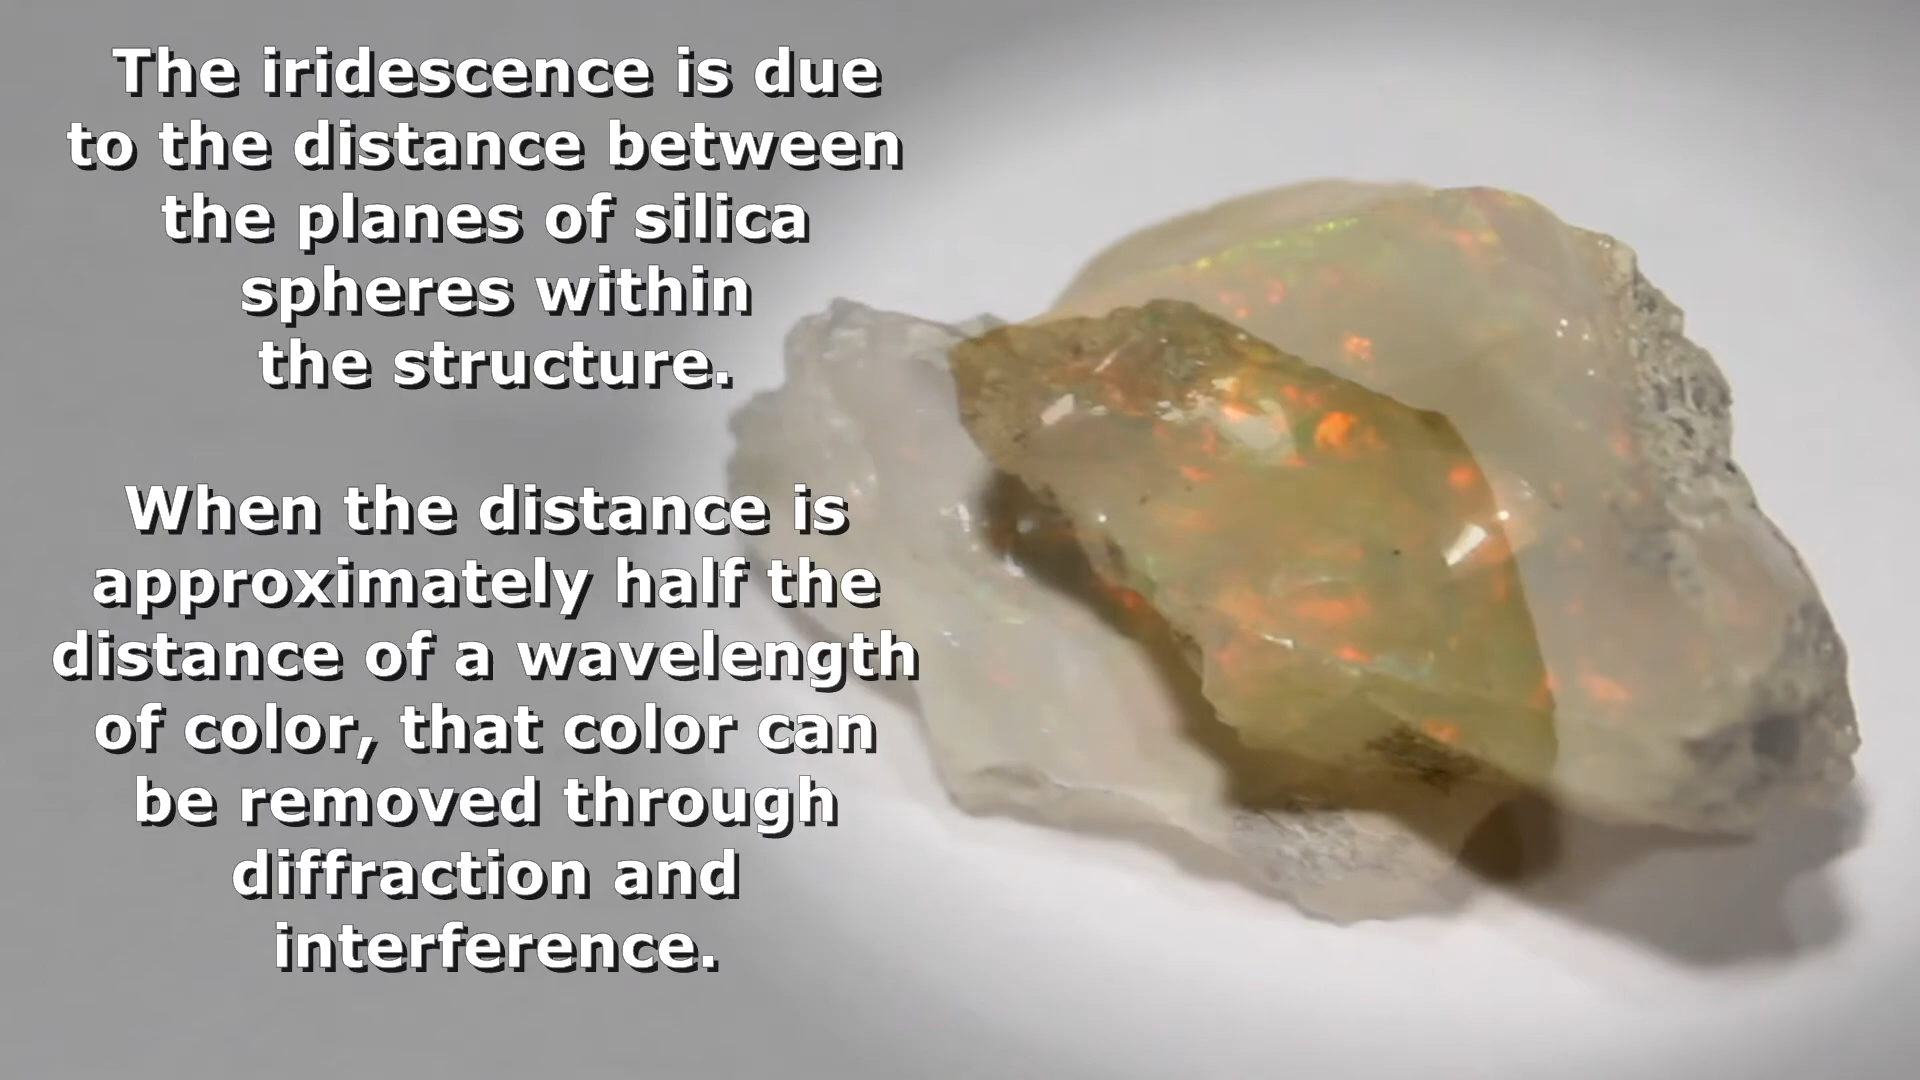 The iridescence is due
to the distance between
the planes of silica
spheres within
the structure.
When the distance is
approximately half the
distance of a wavelength
of color, that color can
be removed through
diffraction and
interference.